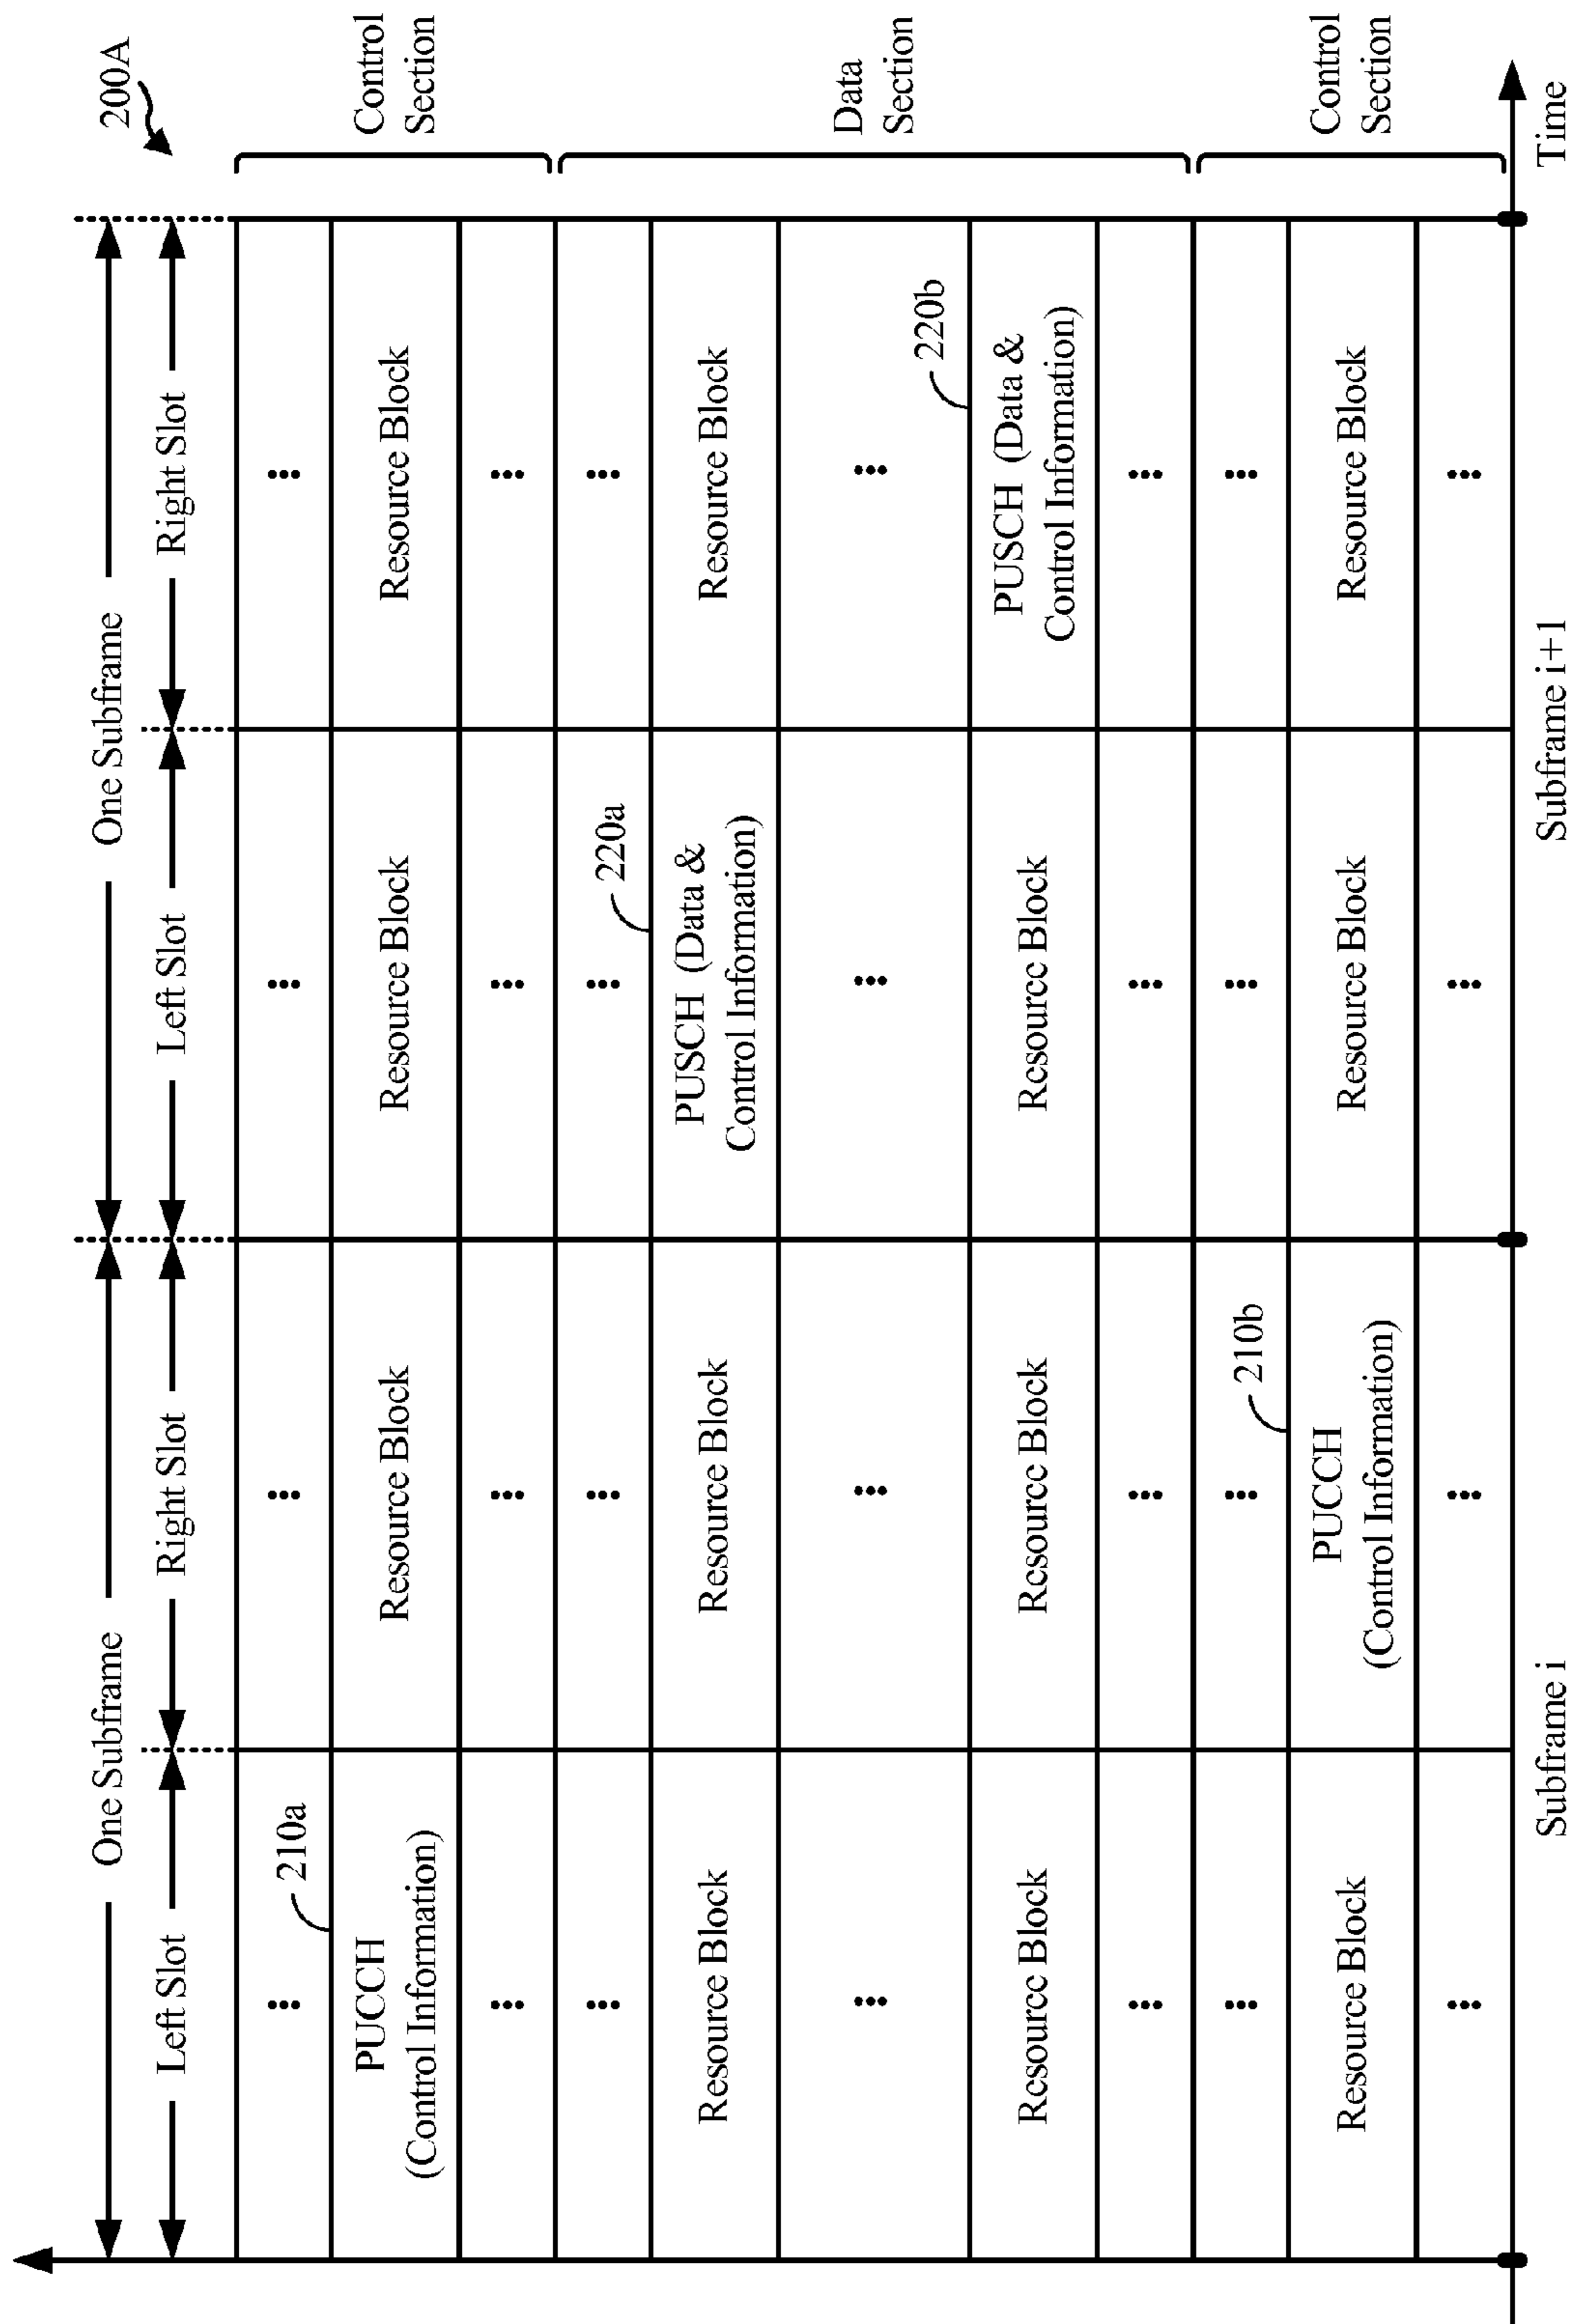 200A
One Subframe
One Subframe
Left Slot
Right Slot
Left Slot
Right Slot
Control
Section
Data
Section
Control
Section
⋮
⋮
⋮
⋮
210a
PUCCH
(Control Information)
Resource Block
Resource Block
Resource Block
⋮
⋮
⋮
⋮
⋮
⋮
⋮
⋮
220a
Resource Block
Resource Block
PUSCH (Data &
Control Information)
Resource Block
⋮
⋮
⋮
⋮
220b
Resource Block
Resource Block
Resource Block
PUSCH (Data &
Control Information)
⋮
⋮
⋮
⋮
⋮
⋮
⋮
⋮
210b
Resource Block
PUCCH
(Control Information)
Resource Block
Resource Block
⋮
⋮
⋮
⋮
Subframe i
Subframe i+1
Time